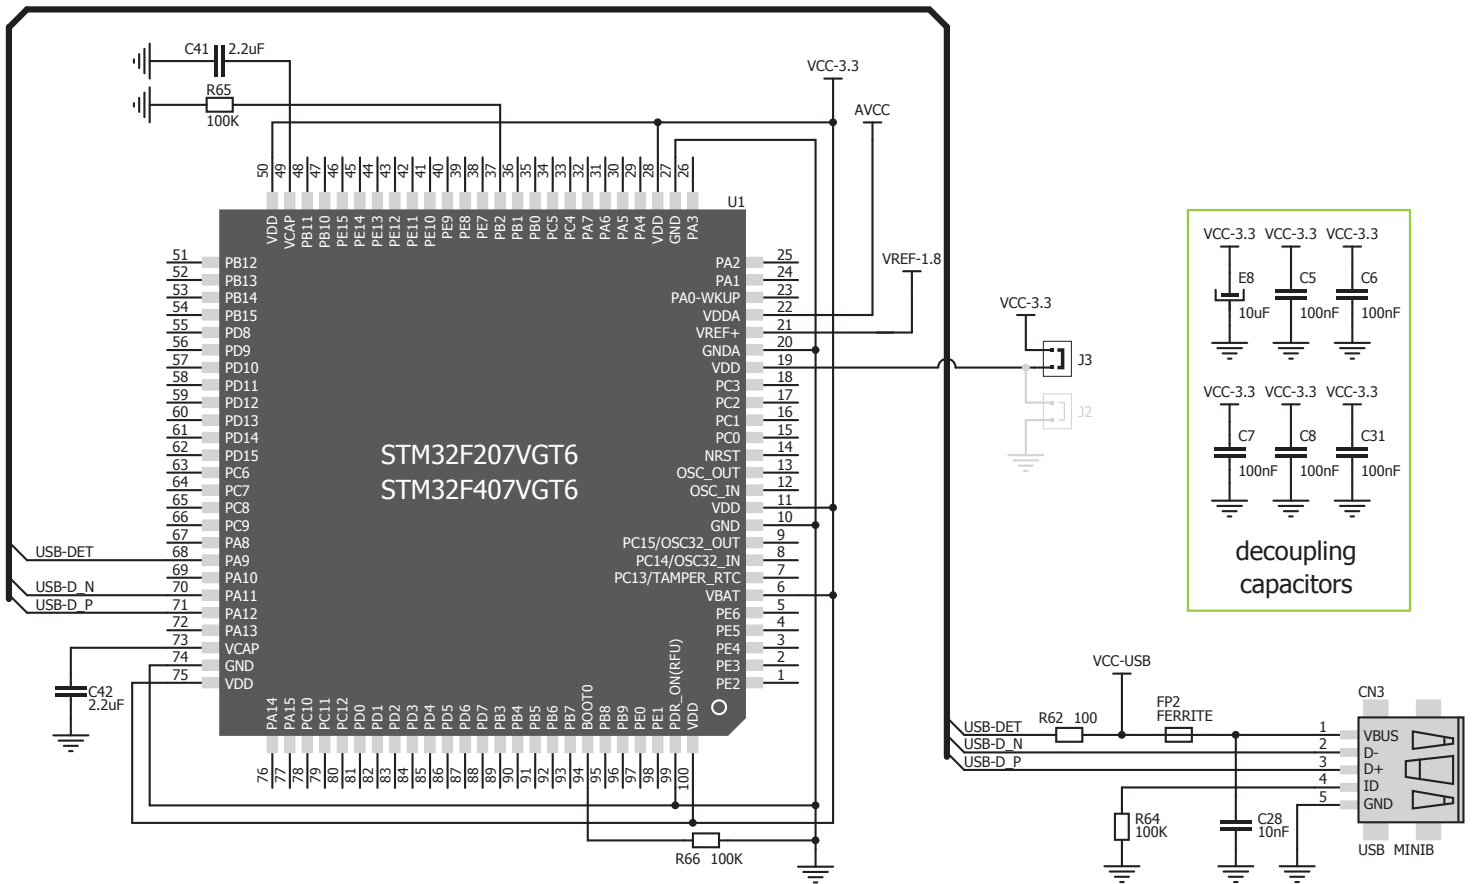 C41 2.2uF
R65
100K
VCC-3.3
AVCC
VREF-1.8
VCC-3.3
J3
J2
U1
50 49 48 47 46 45 44 43 42 41 40 39 38 37 36 35 34 33 32 31 30 29 28 27 26
VDD VCAP PB11 PB10 PE15 PE14 PE13 PE12 PE11 PE10 PE9 PE8 PE7 PB2 PB1 PB0 PC5 PC4 PA7 PA6 PA5 PA4 VDD GND PA3
51 PB12 PA2 25
52 PB13 PA1 24
53 PB14 PA0-WKUP 23
54 PB15 VDDA 22
55 PD8 VREF+ 21
56 PD9 GNDA 20
57 PD10 VDD 19
58 PD11 PC3 18
59 PD12 PC2 17
60 PD13 PC1 16
61 PD14 PC0 15
62 PD15 NRST 14
63 PC6 OSC_OUT 13
64 PC7 OSC_IN 12
65 PC8 VDD 11
66 PC9 GND 10
67 PA8 PC15/OSC32_OUT 9
USB-DET 68 PA9 PC14/OSC32_IN 8
69 PA10 PC13/TAMPER_RTC 7
USB-D_N 70 PA11 VBAT 6
USB-D_P 71 PA12 PE6 5
72 PA13 PE5 4
73 VCAP PE4 3
74 GND PE3 2
75 VDD PE2 1
STM32F207VGT6
STM32F407VGT6
C42
2.2uF
PA14 PA15 PC10 PC11 PC12 PD0 PD1 PD2 PD3 PD4 PD5 PD6 PD7 PB3 PB4 PB5 PB6 PB7 BOOT0 PB8 PB9 PE0 PE1 PDR_ON(RFU) VDD
76 77 78 79 80 81 82 83 84 85 86 87 88 89 90 91 92 93 94 95 96 97 98 99 100
R66 100K
VCC-3.3 VCC-3.3 VCC-3.3
E8 C5 C6
10uF 100nF 100nF
VCC-3.3 VCC-3.3 VCC-3.3
C7 C8 C31
100nF 100nF 100nF
decoupling
capacitors
VCC-USB
FP2
FERRITE
CN3
USB-DET R62 100 1 VBUS
USB-D_N 2 D-
USB-D_P 3 D+
4 ID
5 GND
R64
100K
C28
10nF
USB MINIB